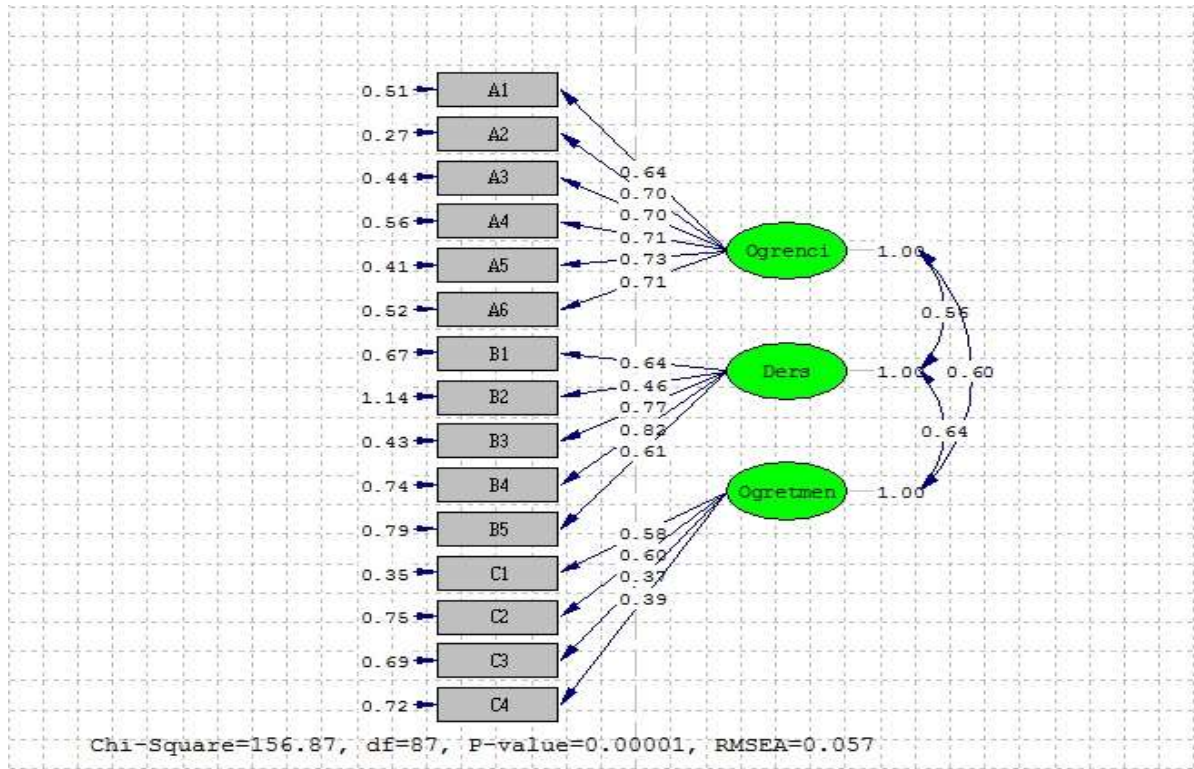 0.51 A1
0.27 A2
0.44 A3
0.56 A4
0.41 A5
0.52 A6
0.67 B1
1.14 B2
0.43 B3
0.74 B4
0.79 B5
0.35 C1
0.75 C2
0.69 C3
0.72 C4
0.64
0.70
0.70
0.71
0.73
0.71
0.64
0.46
0.77
0.82
0.61
0.58
0.60
0.37
0.39
Ogrenci 1.00
Ders 1.00
Ogretmen 1.00
0.56
0.60
0.64
Chi-Square=156.87, df=87, P-value=0.00001, RMSEA=0.057